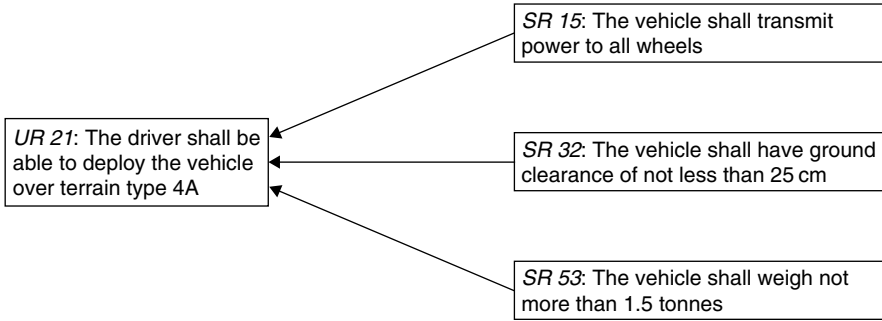 SR 15: The vehicle shall transmit
power to all wheels
UR 21: The driver shall be
able to deploy the vehicle
over terrain type 4A
SR 32: The vehicle shall have ground
clearance of not less than 25 cm
SR 53: The vehicle shall weigh not
more than 1.5 tonnes